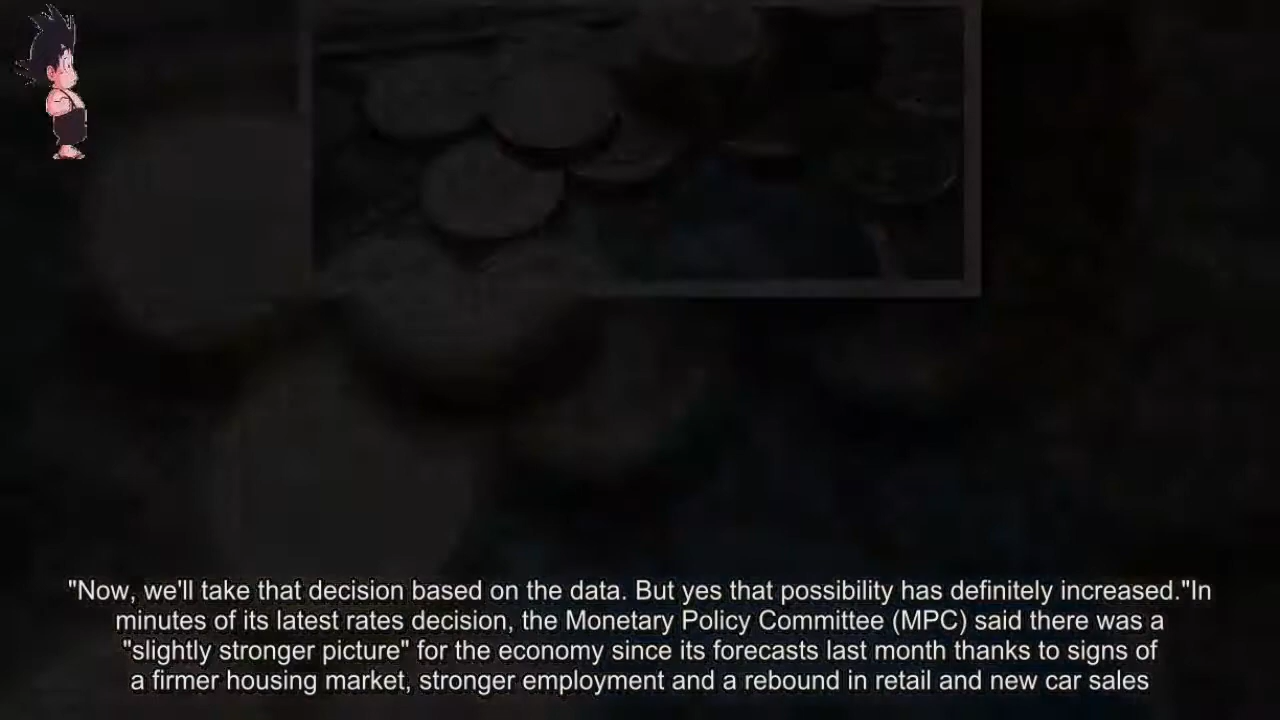 "Now, we'll take that decision based on the data. But yes that possibility has definitely increased."In
minutes of its latest rates decision, the Monetary Policy Committee (MPC) said there was a
"slightly stronger picture" for the economy since its forecasts last month thanks to signs of
a firmer housing market, stronger employment and a rebound in retail and new car sales